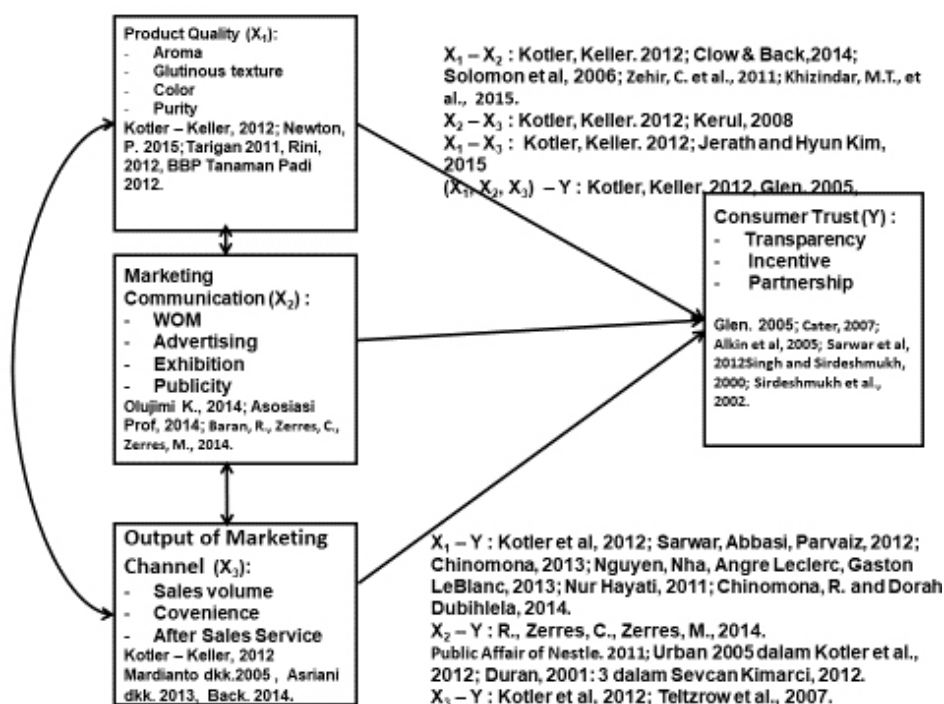 Product Quality (X₁):
- Aroma
- Glutinous texture
- Color
- Purity
Kotler – Keller, 2012; Newton,
P. 2015; Tarigan 2011, Rini,
2012, BBP Tanaman Padi
2012.
X₁ – X₂ : Kotler, Keller. 2012; Clow & Back,2014;
Solomon et al, 2006; Zehir, C. et al., 2011; Khizindar, M.T., et
al., 2015.
X₂ – X₃ : Kotler, Keller. 2012; Kerul, 2008
X₁ – X₃ : Kotler, Keller. 2012; Jerath and Hyun Kim,
2015
(X₁, X₂, X₃) – Y : Kotler, Keller, 2012, Glen. 2005,
Marketing
Communication (X₂) :
- WOM
- Advertising
- Exhibition
- Publicity
Olujimi K., 2014; Asosiasi
Prof, 2014; Baran, R., Zerres, C.,
Zerres, M., 2014.
Consumer Trust (Y) :
- Transparency
- Incentive
- Partnership
Glen. 2005; Cater, 2007;
Alkin et al, 2005; Sarwar et al,
2012Singh and Sirdeshmukh,
2000; Sirdeshmukh et al.,
2002.
Output of Marketing
Channel (X₃):
- Sales volume
- Covenience
- After Sales Service
Kotler – Keller, 2012
Mardianto dkk.2005 , Asriani
dkk. 2013, Back. 2014.
X₁ – Y : Kotler et al, 2012; Sarwar, Abbasi, Parvaiz, 2012;
Chinomona, 2013; Nguyen, Nha, Angre Leclerc, Gaston
LeBlanc, 2013; Nur Hayati, 2011; Chinomona, R. and Dorah
Dubihlela, 2014.
X₂ – Y : R., Zerres, C., Zerres, M., 2014.
Public Affair of Nestle. 2011; Urban 2005 dalam Kotler et al.,
2012; Duran, 2001: 3 dalam Sevcan Kimarci, 2012.
X₃ – Y : Kotler et al, 2012; Teltzrow et al., 2007.